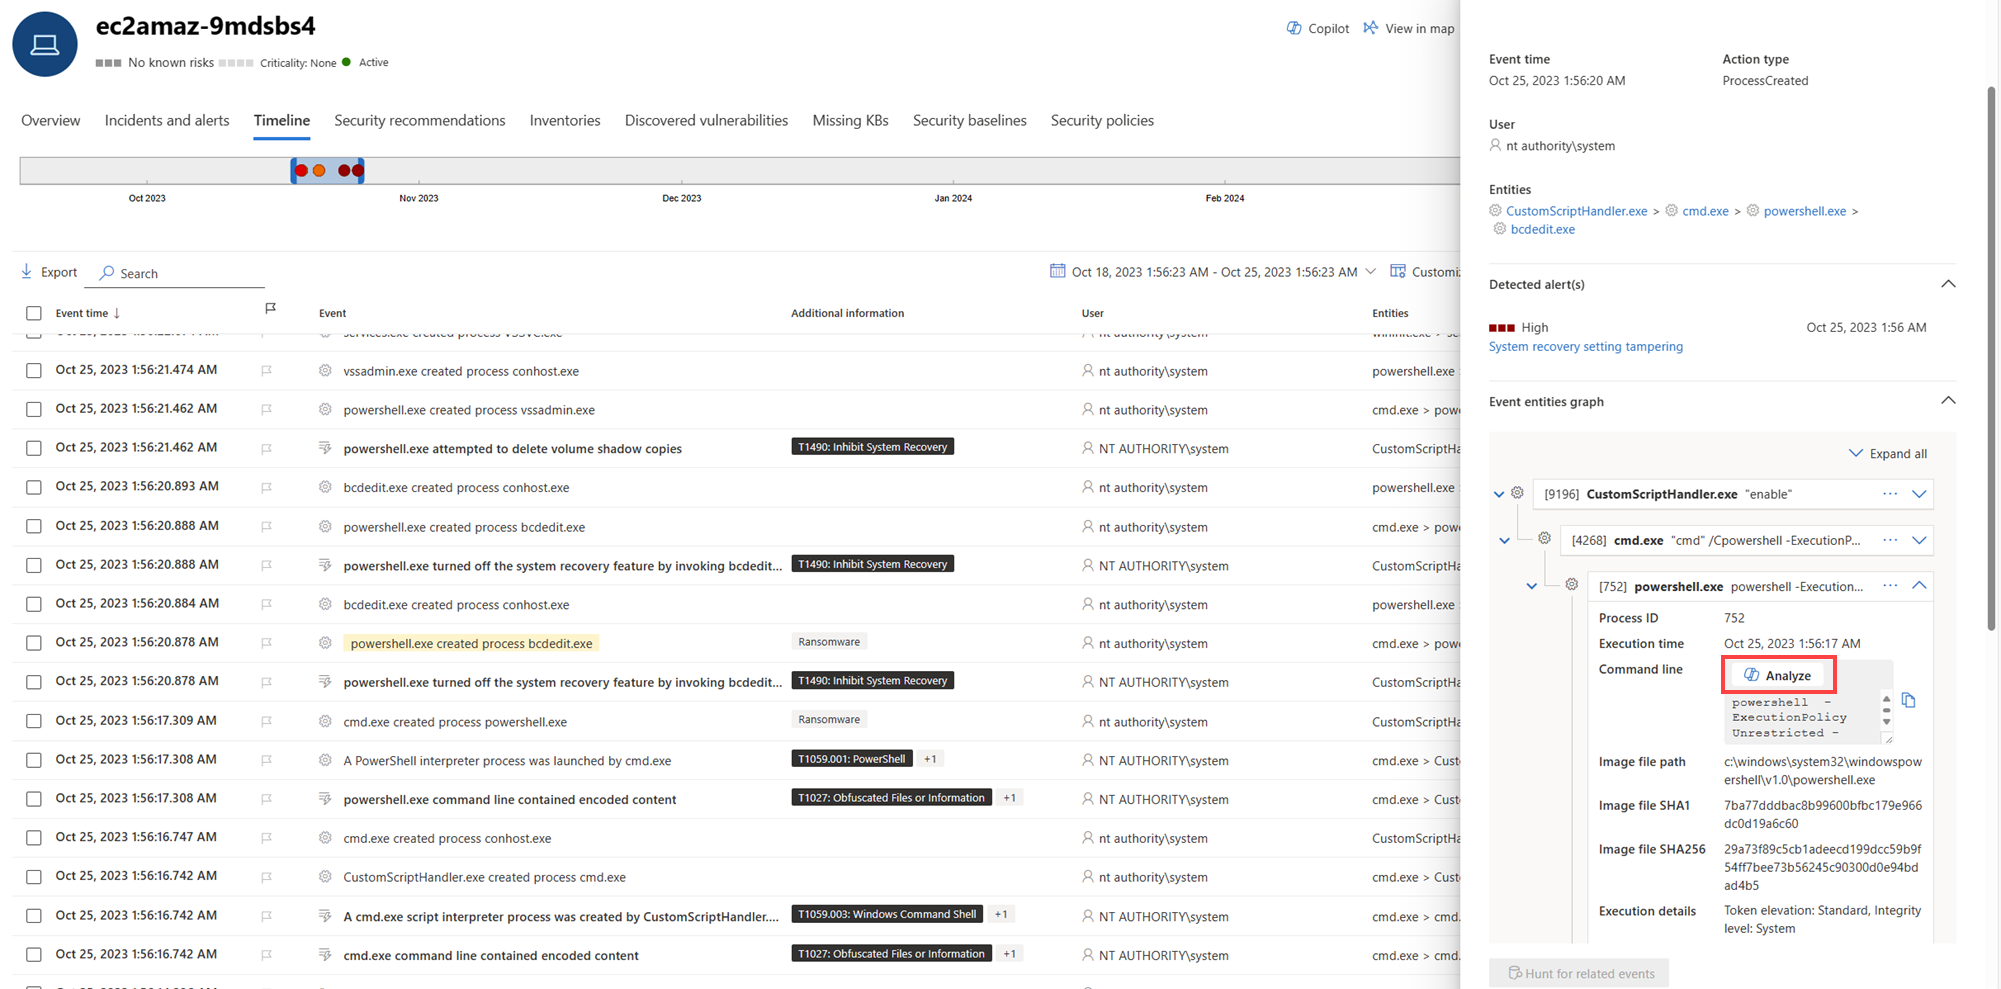 ec2amaz-9mdsbs4
No known risks Criticality: None Active
Copilot View in map
Overview Incidents and alerts Timeline Security recommendations Inventories Discovered vulnerabilities Missing KBs Security baselines Security policies
Oct 2023 Nov 2023 Dec 2023 Jan 2024 Feb 2024
Export Search Oct 18, 2023 1:56:23 AM - Oct 25, 2023 1:56:23 AM Customiz
Event time ↓ Event Additional information User Entities
services.exe created process VSSVC.exe nt authority\system wininit.exe > se
Oct 25, 2023 1:56:21.474 AM vssadmin.exe created process conhost.exe nt authority\system powershell.exe >
Oct 25, 2023 1:56:21.462 AM powershell.exe created process vssadmin.exe nt authority\system cmd.exe > powe
Oct 25, 2023 1:56:21.462 AM powershell.exe attempted to delete volume shadow copies T1490: Inhibit System Recovery NT AUTHORITY\system CustomScriptHa
Oct 25, 2023 1:56:20.893 AM bcdedit.exe created process conhost.exe nt authority\system powershell.exe >
Oct 25, 2023 1:56:20.888 AM powershell.exe created process bcdedit.exe nt authority\system cmd.exe > powe
Oct 25, 2023 1:56:20.888 AM powershell.exe turned off the system recovery feature by invoking bcdedit... T1490: Inhibit System Recovery NT AUTHORITY\system CustomScriptHa
Oct 25, 2023 1:56:20.884 AM bcdedit.exe created process conhost.exe nt authority\system powershell.exe >
Oct 25, 2023 1:56:20.878 AM powershell.exe created process bcdedit.exe Ransomware nt authority\system cmd.exe > powe
Oct 25, 2023 1:56:20.878 AM powershell.exe turned off the system recovery feature by invoking bcdedit... T1490: Inhibit System Recovery NT AUTHORITY\system CustomScriptHa
Oct 25, 2023 1:56:17.309 AM cmd.exe created process powershell.exe Ransomware nt authority\system CustomScriptHa
Oct 25, 2023 1:56:17.308 AM A PowerShell interpreter process was launched by cmd.exe T1059.001: PowerShell +1 NT AUTHORITY\system cmd.exe > Cust
Oct 25, 2023 1:56:17.308 AM powershell.exe command line contained encoded content T1027: Obfuscated Files or Information +1 NT AUTHORITY\system cmd.exe > Cust
Oct 25, 2023 1:56:16.747 AM cmd.exe created process conhost.exe nt authority\system CustomScriptHa
Oct 25, 2023 1:56:16.742 AM CustomScriptHandler.exe created process cmd.exe nt authority\system cmd.exe > Cust
Oct 25, 2023 1:56:16.742 AM A cmd.exe script interpreter process was created by CustomScriptHandler.... T1059.003: Windows Command Shell +1 NT AUTHORITY\system cmd.exe > cmd.
Oct 25, 2023 1:56:16.742 AM cmd.exe command line contained encoded content T1027: Obfuscated Files or Information +1 NT AUTHORITY\system cmd.exe > cmd.
Event time Action type
Oct 25, 2023 1:56:20 AM ProcessCreated
User
nt authority\system
Entities
CustomScriptHandler.exe > cmd.exe > powershell.exe >
bcdedit.exe
Detected alert(s)
High Oct 25, 2023 1:56 AM
System recovery setting tampering
Event entities graph
Expand all
[9196] CustomScriptHandler.exe "enable" ...
[4268] cmd.exe "cmd" /Cpowershell -ExecutionP... ...
[752] powershell.exe powershell -Execution... ...
Process ID 752
Execution time Oct 25, 2023 1:56:17 AM
Command line Analyze
powershell -
ExecutionPolicy
Unrestricted -
Image file path c:\windows\system32\windowspow
ershell\v1.0\powershell.exe
Image file SHA1 7ba77dddbac8b99600bfbc179e966
dc0d19a6c60
Image file SHA256 29a73f89c5cb1adeecd199dcc59b9f
54ff7bee73b56245c90300d0e94bd
ad4b5
Execution details Token elevation: Standard, Integrity
level: System
Hunt for related events